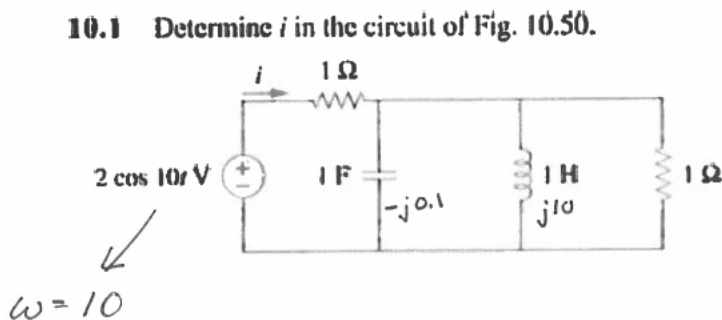 10.1 Determine i in the circuit of Fig. 10.50.
i 1 Ω
2 cos 10t V + − 1 F 1 H 1 Ω
-j0.1 j10
ω = 10